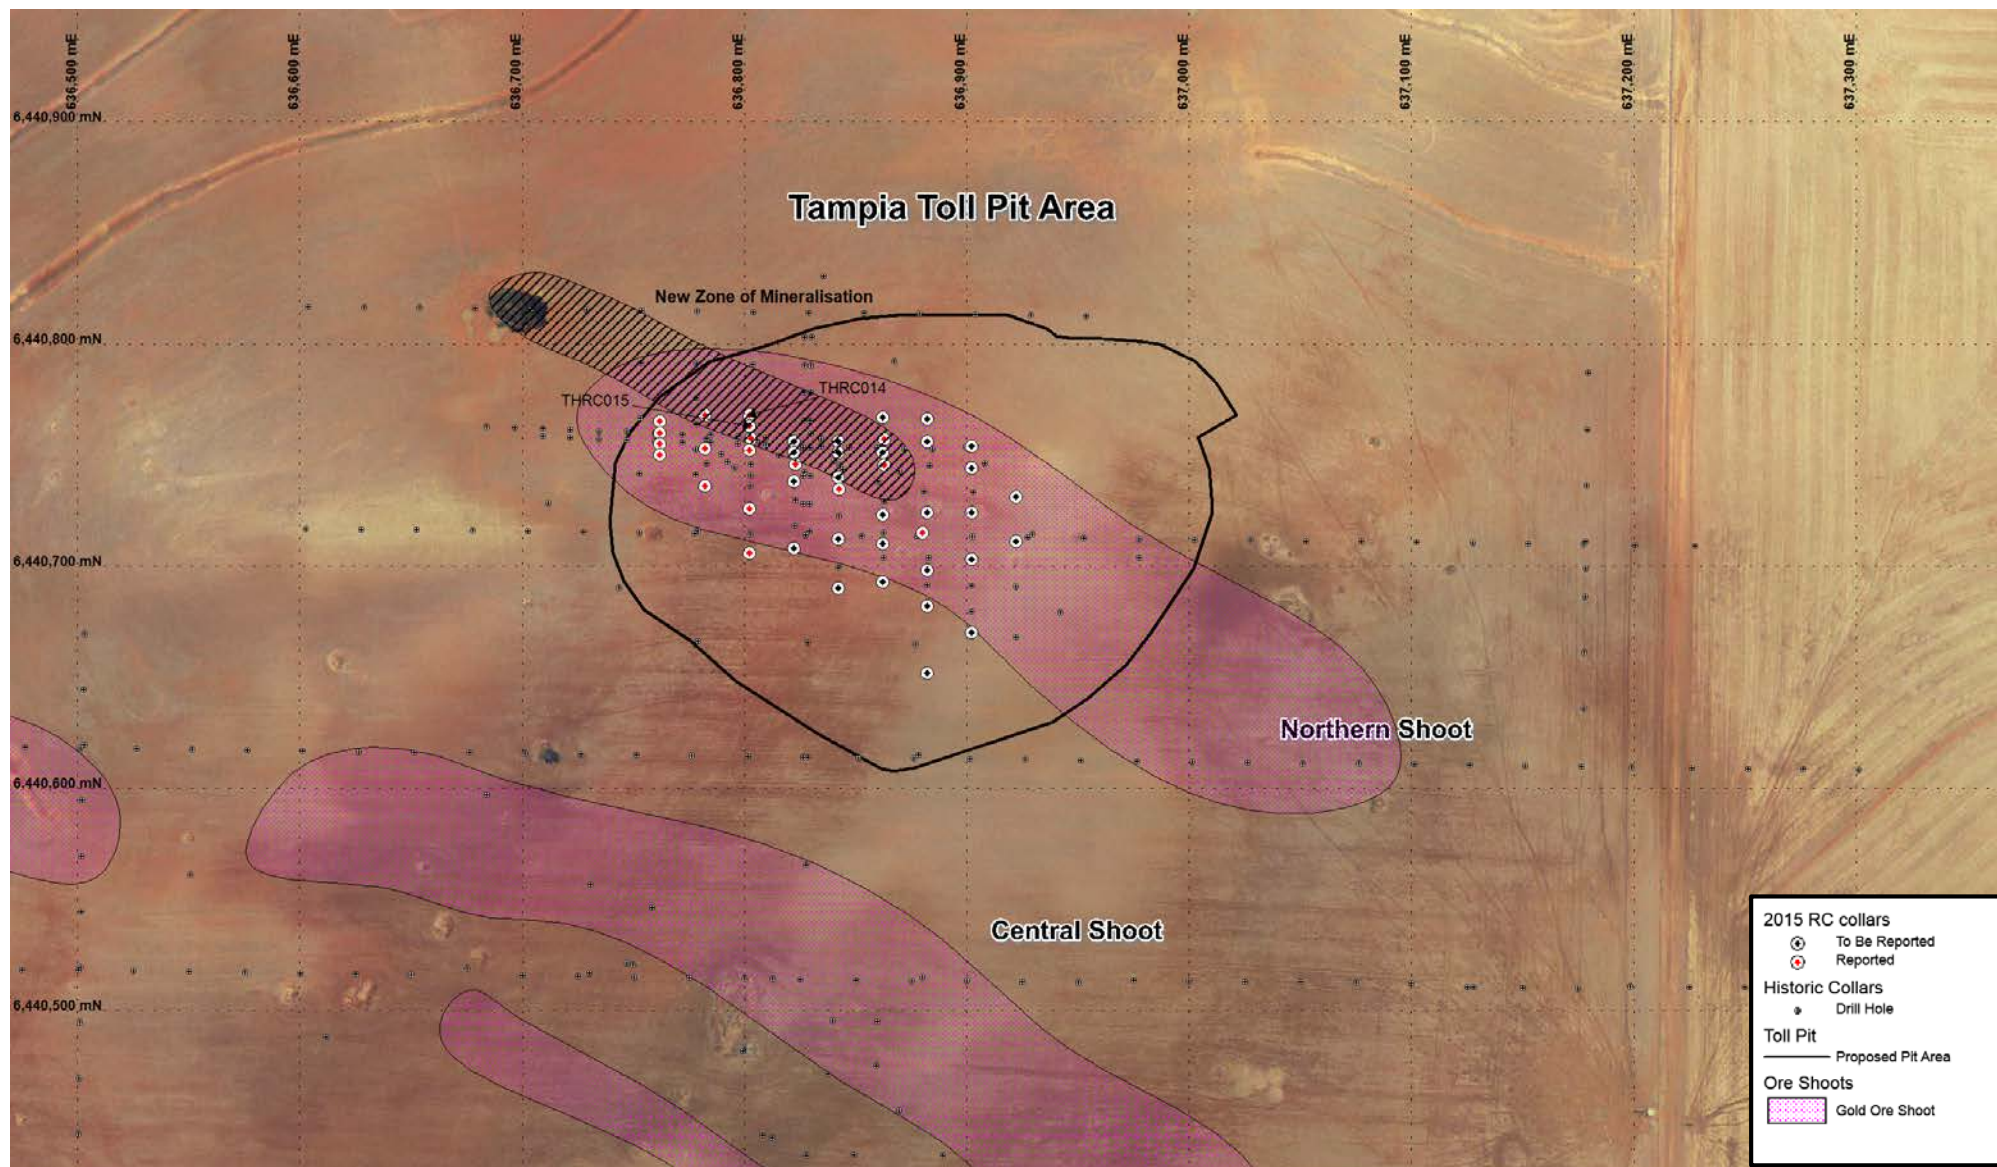 636,500 mE
636,600 mE
636,700 mE
636,800 mE
636,900 mE
637,000 mE
637,100 mE
637,200 mE
637,300 mE
6,440,900 mN
Tampia Toll Pit Area
New Zone of Mineralisation
6,440,800 mN
THRC014
THRC015
6,440,700 mN
Northern Shoot
6,440,600 mN
Central Shoot
6,440,500 mN
2015 RC collars
To Be Reported
Reported
Historic Collars
Drill Hole
Toll Pit
Proposed Pit Area
Ore Shoots
Gold Ore Shoot